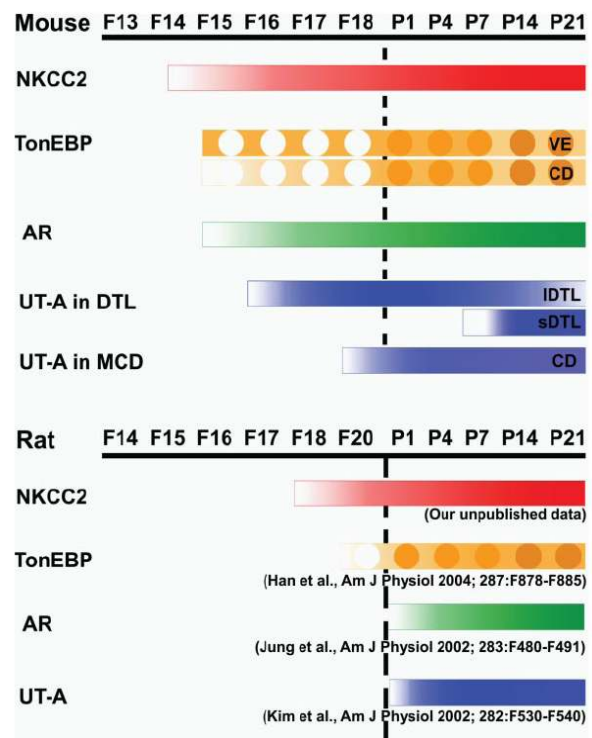 Mouse F13 F14 F15 F16 F17 F18 P1 P4 P7 P14 P21
NKCC2
TonEBP VE
CD
AR
UT-A in DTL lDTL
sDTL
UT-A in MCD CD
Rat F14 F15 F16 F17 F18 F20 P1 P4 P7 P14 P21
NKCC2
(Our unpublished data)
TonEBP
(Han et al., Am J Physiol 2004; 287:F878-F885)
AR
(Jung et al., Am J Physiol 2002; 283:F480-F491)
UT-A
(Kim et al., Am J Physiol 2002; 282:F530-F540)